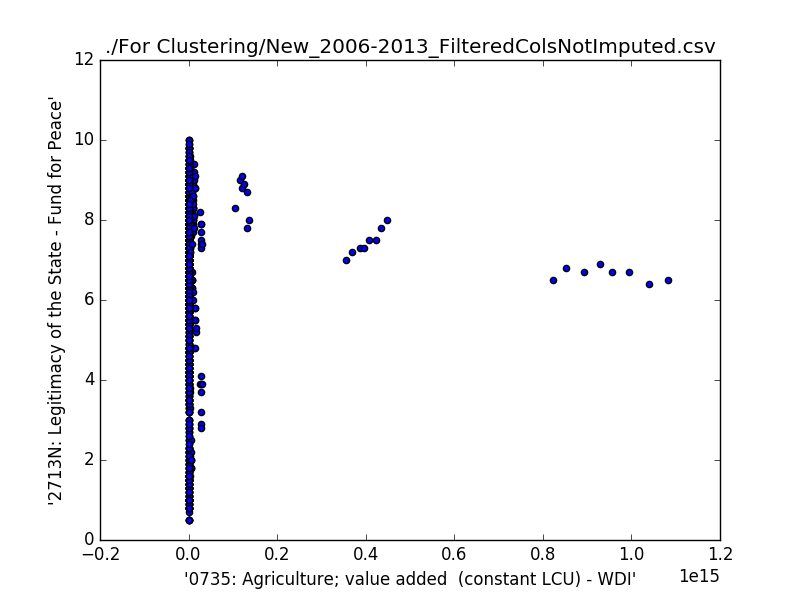 ./For Clustering/New_2006-2013_FilteredColsNotImputed.csv
12
10
8
6
4
2
0
'2713N: Legitimacy of the State - Fund for Peace'
−0.2 0.0 0.2 0.4 0.6 0.8 1.0 1.2
1e15
'0735: Agriculture; value added  (constant LCU) - WDI'